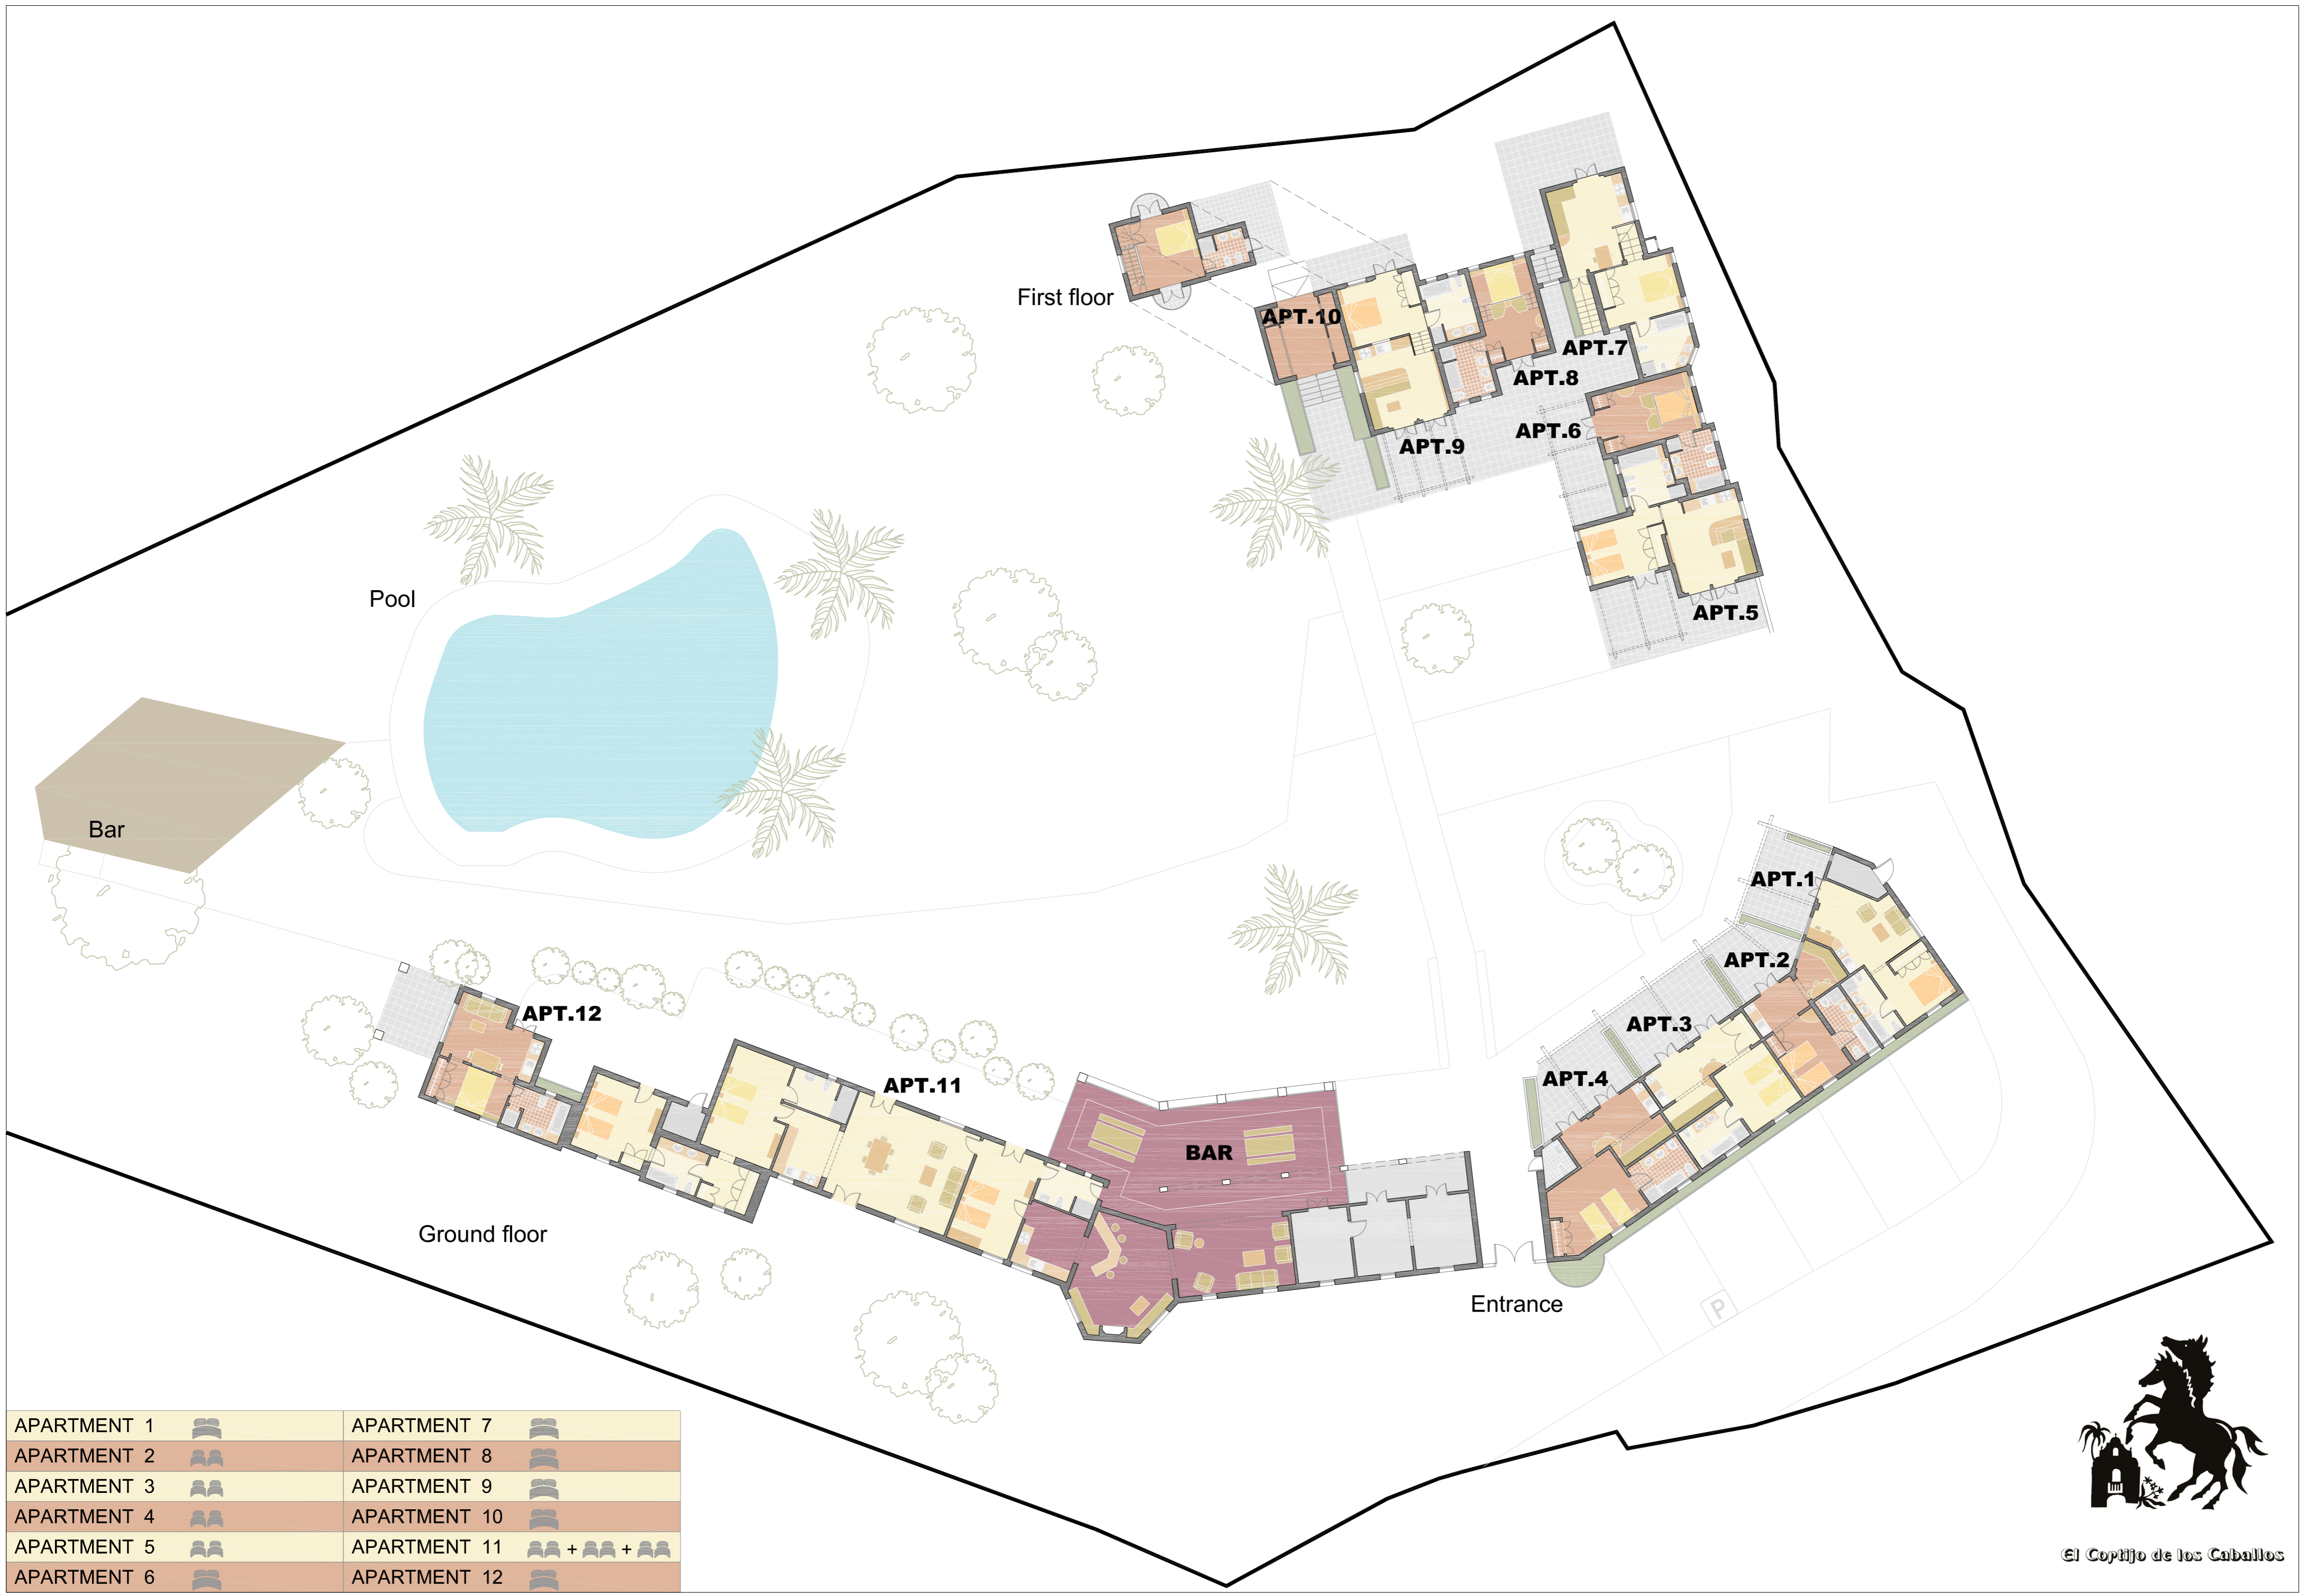 First floor
APT.10
APT.7
APT.8
APT.6
APT.9
Pool
APT.5
Bar
APT.1
APT.2
APT.12
APT.3
APT.4
APT.11
BAR
Ground floor
Entrance
P
APARTMENT 1
APARTMENT 2
APARTMENT 3
APARTMENT 4
APARTMENT 5
APARTMENT 6
APARTMENT 7
APARTMENT 8
APARTMENT 9
APARTMENT 10
APARTMENT 11 + +
APARTMENT 12
El Cortijo de los Caballos